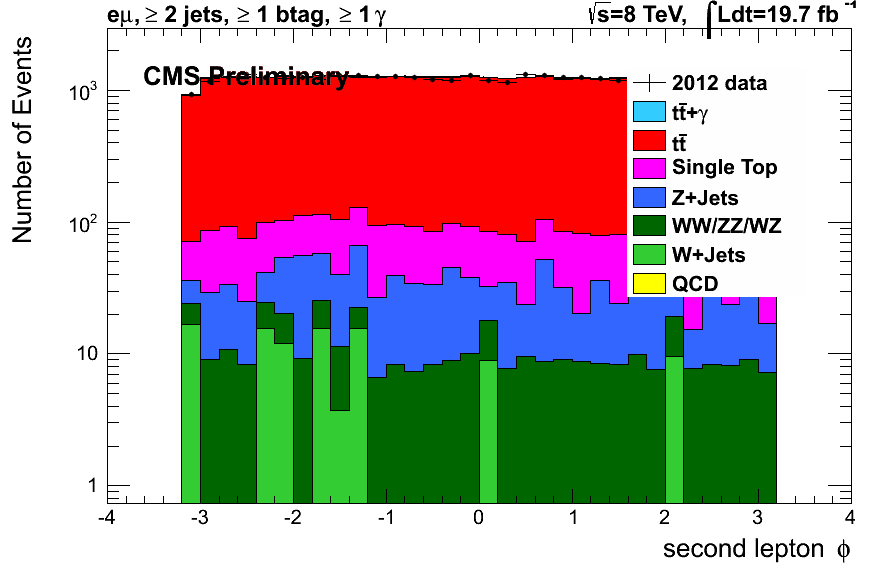 eμ, ≥ 2 jets, ≥ 1 btag, ≥ 1 γ
√s=8 TeV, ∫Ldt=19.7 fb⁻¹
CMS Preliminary
2012 data
tt̄+γ
tt̄
Single Top
Z+Jets
WW/ZZ/WZ
W+Jets
QCD
Number of Events
10³
10²
10
1
-4 -3 -2 -1 0 1 2 3 4
second lepton ϕ